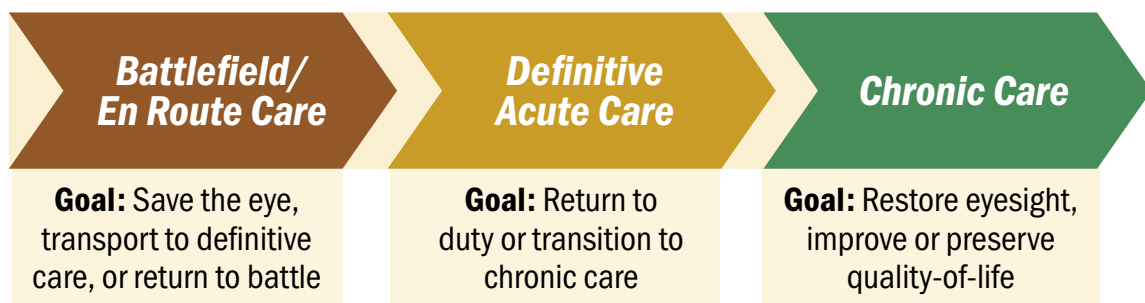 Battlefield/
En Route Care
Goal: Save the eye,
transport to definitive
care, or return to battle
Definitive
Acute Care
Goal: Return to
duty or transition to
chronic care
Chronic Care
Goal: Restore eyesight,
improve or preserve
quality-of-life